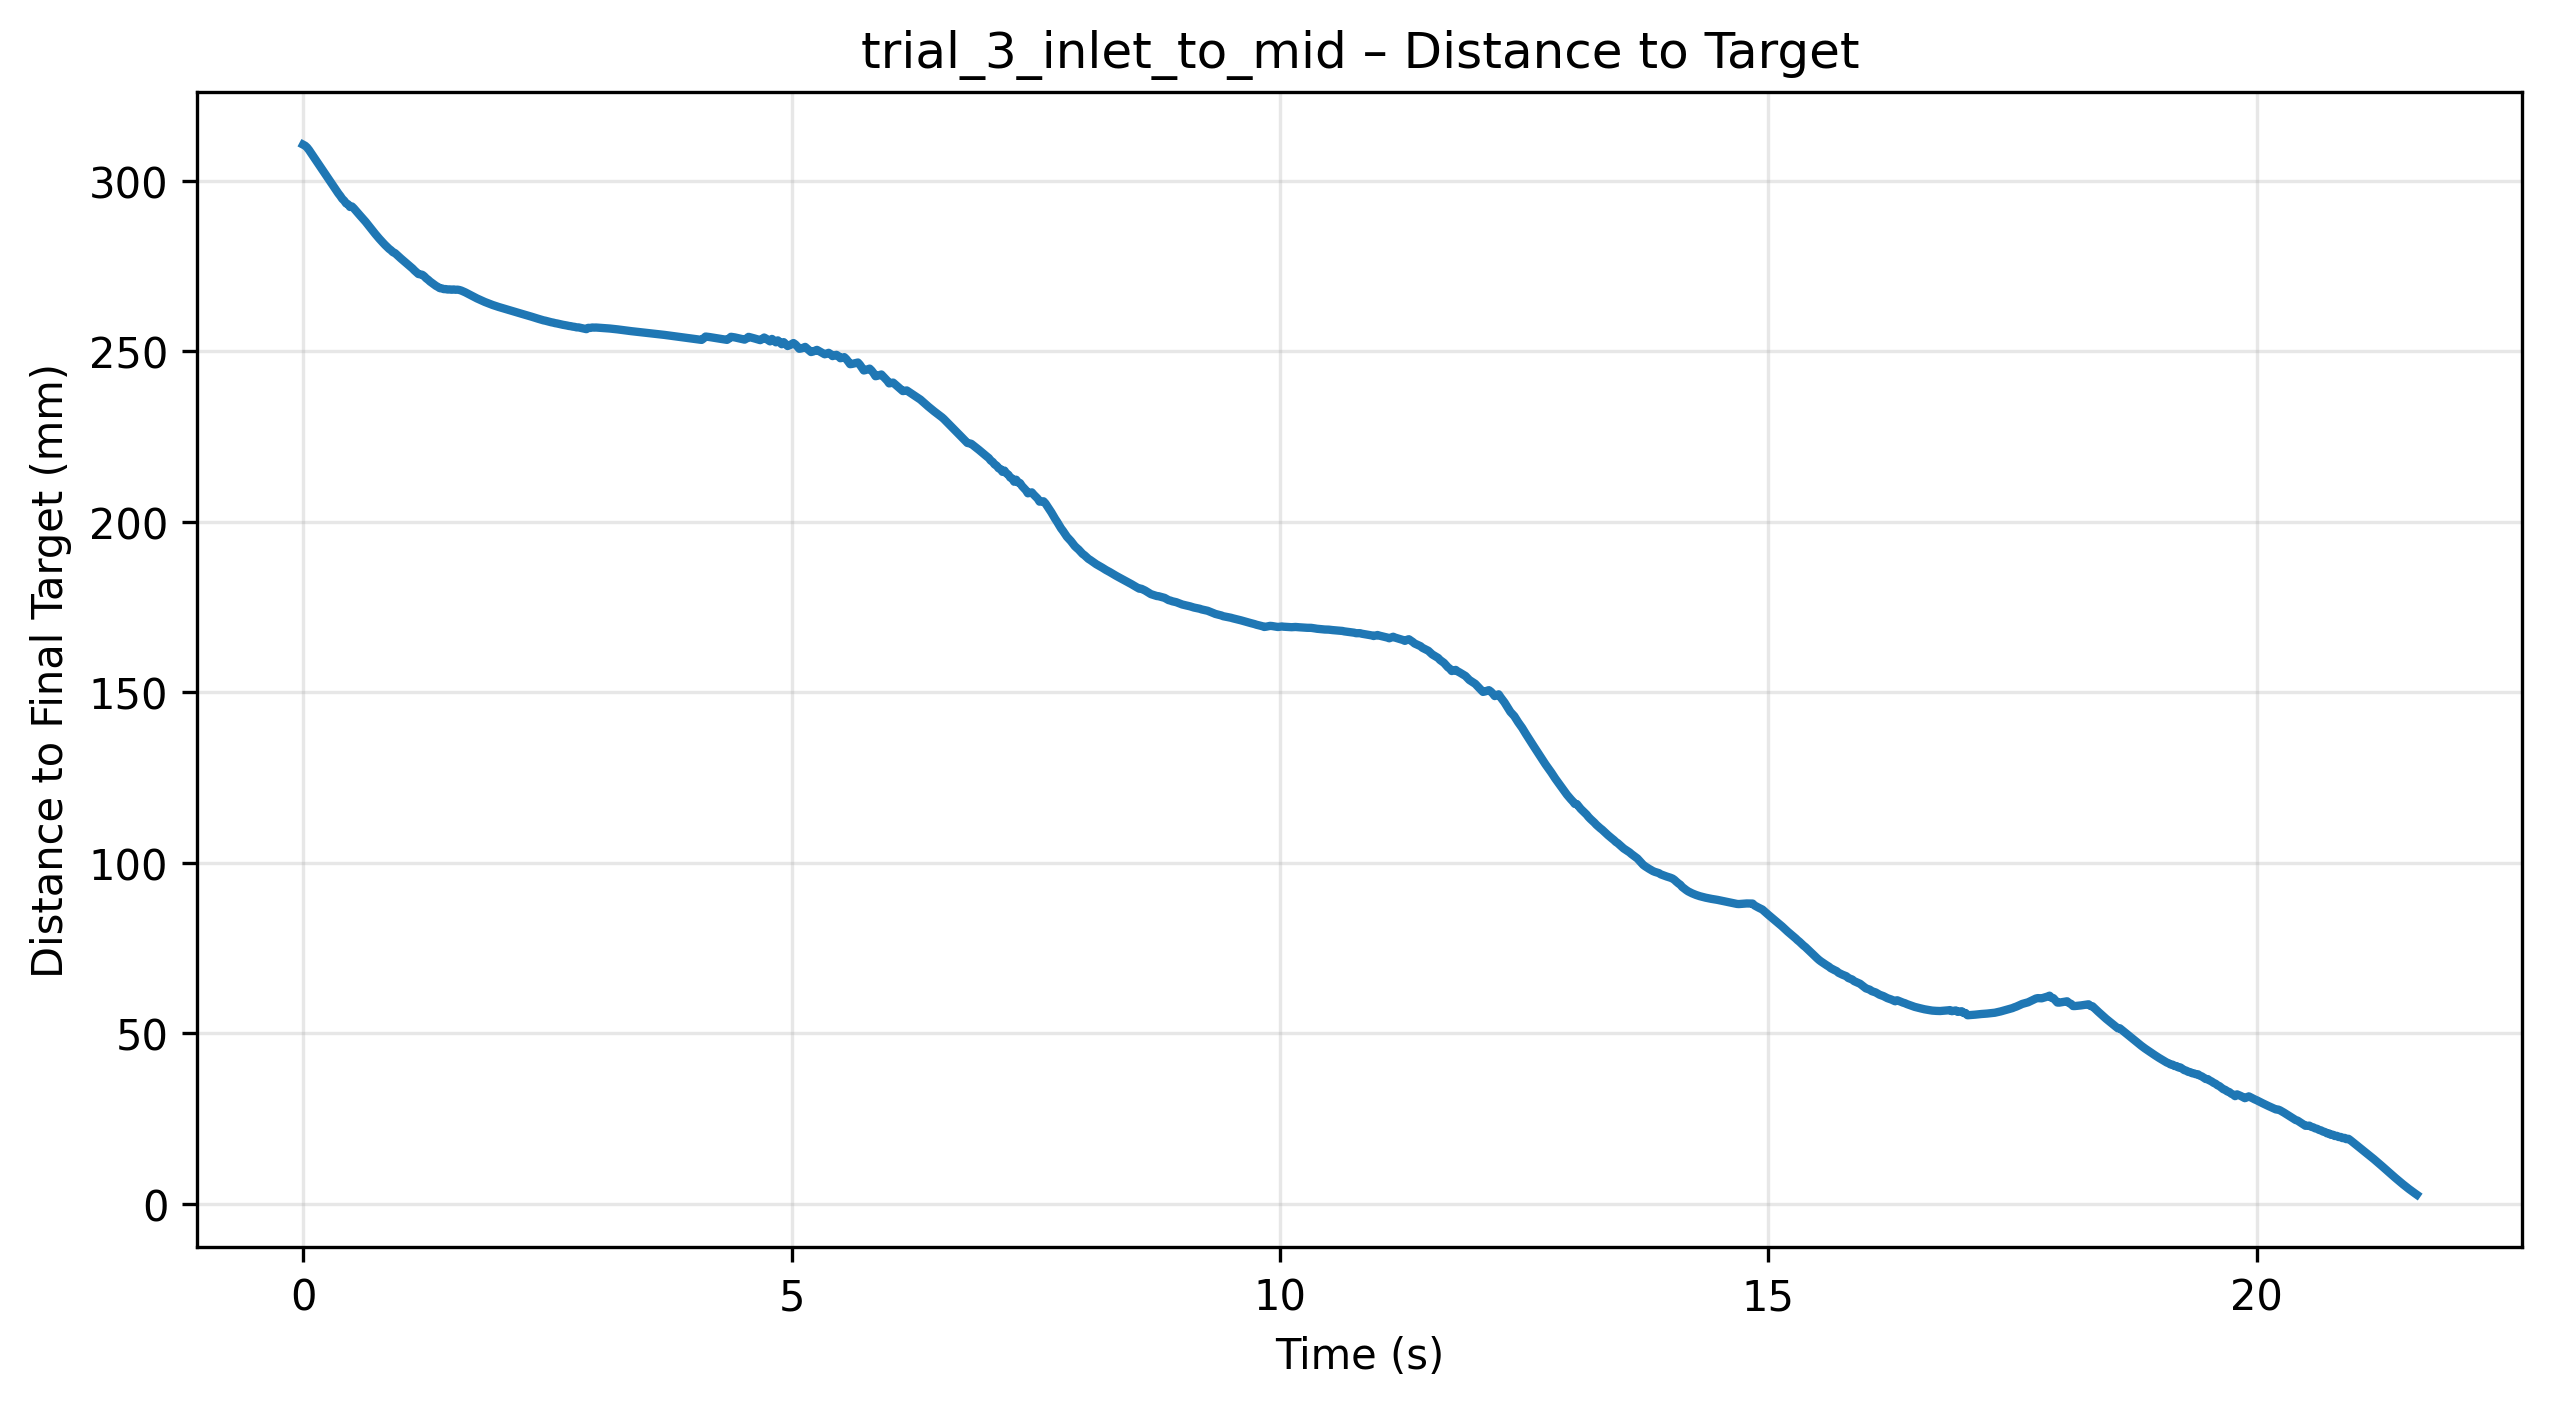 trial_3_inlet_to_mid – Distance to Target
Distance to Final Target (mm)
300
250
200
150
100
50
0
0 5 10 15 20
Time (s)